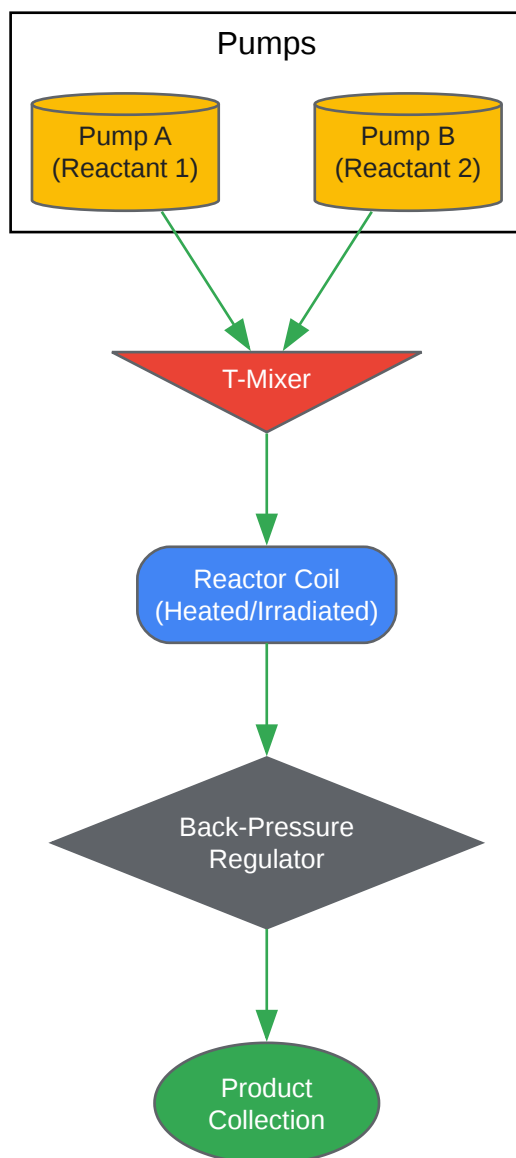 Pumps
Pump A
(Reactant 1)
Pump B
(Reactant 2)
T-Mixer
Reactor Coil
(Heated/Irradiated)
Back-Pressure
Regulator
Product
Collection